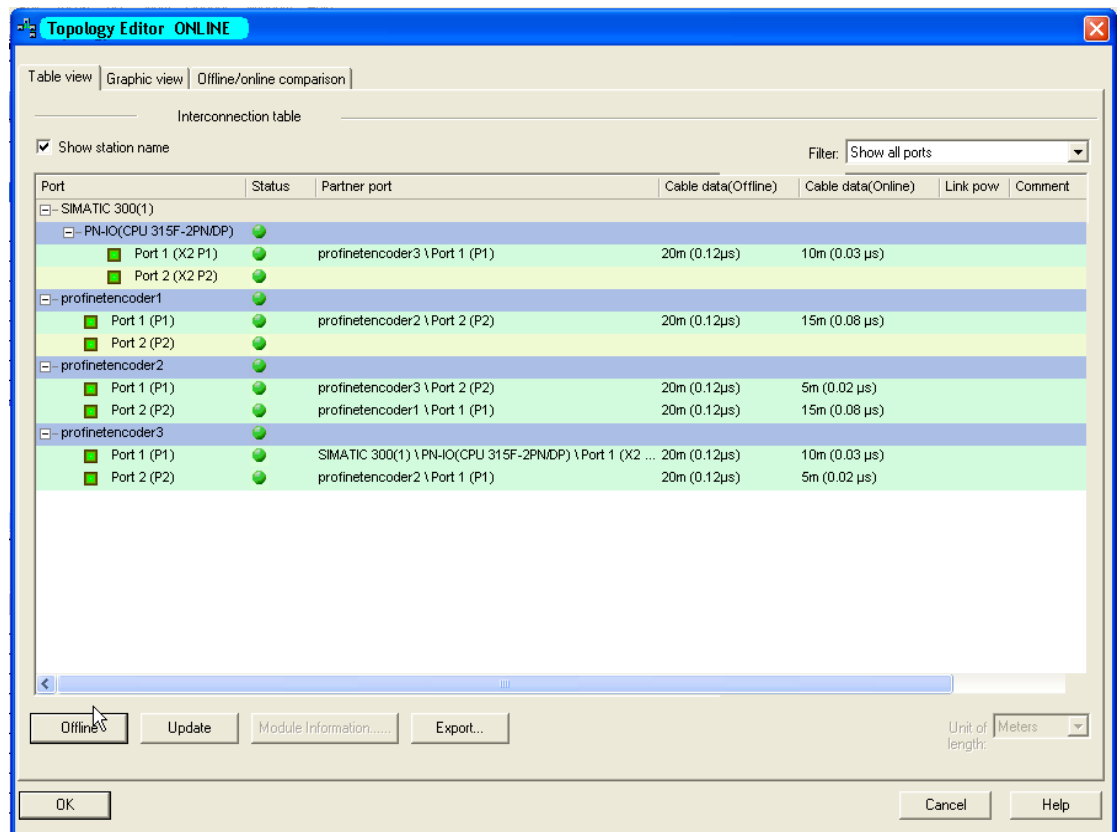 Topology Editor ONLINE
Table view Graphic view Offline/online comparison
Interconnection table
Show station name
Filter: Show all ports
Port Status Partner port Cable data(Offline) Cable data(Online) Link pow Comment
SIMATIC 300(1)
PN-IO(CPU 315F-2PN/DP)
Port 1 (X2 P1) profinetencoder3 \ Port 1 (P1) 20m (0.12µs) 10m (0.03 µs)
Port 2 (X2 P2)
profinetencoder1
Port 1 (P1) profinetencoder2 \ Port 2 (P2) 20m (0.12µs) 15m (0.08 µs)
Port 2 (P2)
profinetencoder2
Port 1 (P1) profinetencoder3 \ Port 2 (P2) 20m (0.12µs) 5m (0.02 µs)
Port 2 (P2) profinetencoder1 \ Port 1 (P1) 20m (0.12µs) 15m (0.08 µs)
profinetencoder3
Port 1 (P1) SIMATIC 300(1) \ PN-IO(CPU 315F-2PN/DP) \ Port 1 (X2 ... 20m (0.12µs) 10m (0.03 µs)
Port 2 (P2) profinetencoder2 \ Port 1 (P1) 20m (0.12µs) 5m (0.02 µs)
Offline Update Module Information...... Export... Unit of length: Meters
OK Cancel Help